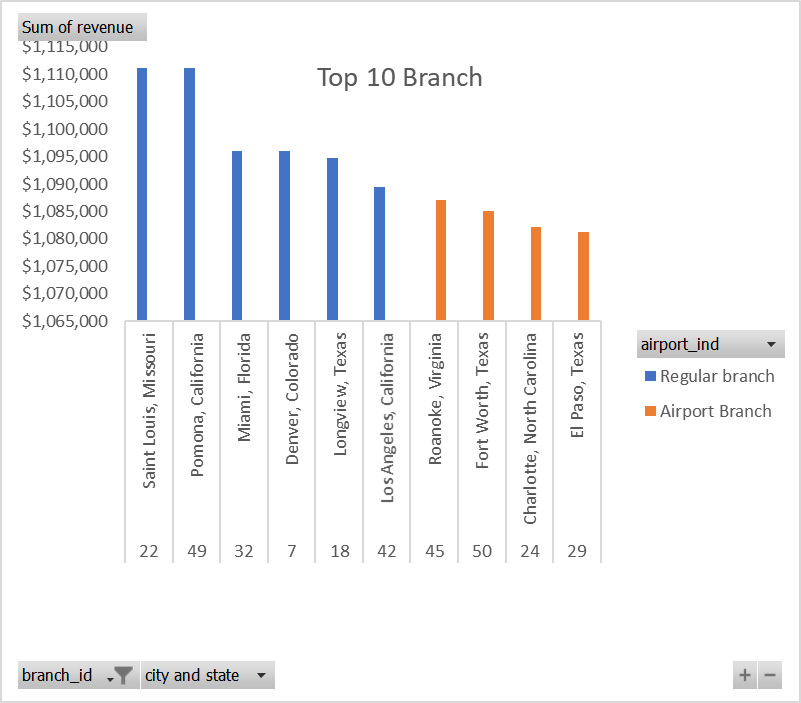 Sum of revenue
$1,115,000
$1,110,000
$1,105,000
$1,100,000
$1,095,000
$1,090,000
$1,085,000
$1,080,000
$1,075,000
$1,070,000
$1,065,000
Top 10 Branch
Saint Louis, Missouri
Pomona, California
Miami, Florida
Denver, Colorado
Longview, Texas
Los Angeles, California
Roanoke, Virginia
Fort Worth, Texas
Charlotte, North Carolina
El Paso, Texas
22 49 32 7 18 42 45 50 24 29
airport_ind
Regular branch
Airport Branch
branch_id city and state
+ −